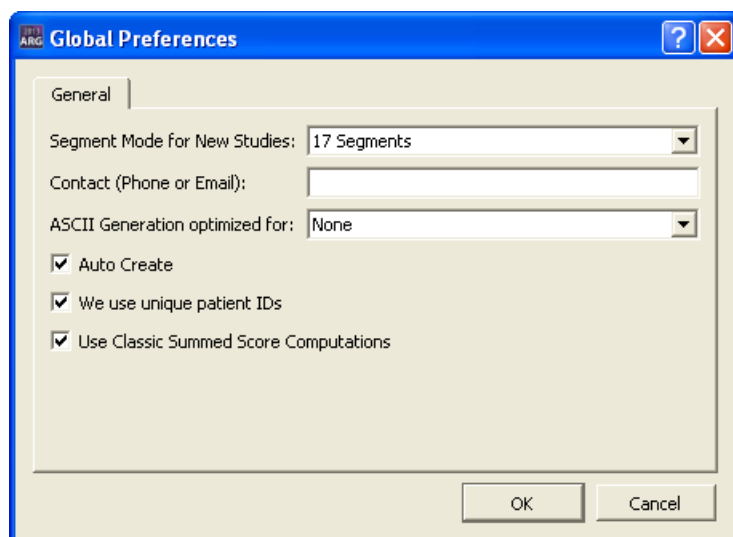 2013
ARG Global Preferences
General
Segment Mode for New Studies: 17 Segments
Contact (Phone or Email):
ASCII Generation optimized for: None
Auto Create
We use unique patient IDs
Use Classic Summed Score Computations
OK Cancel